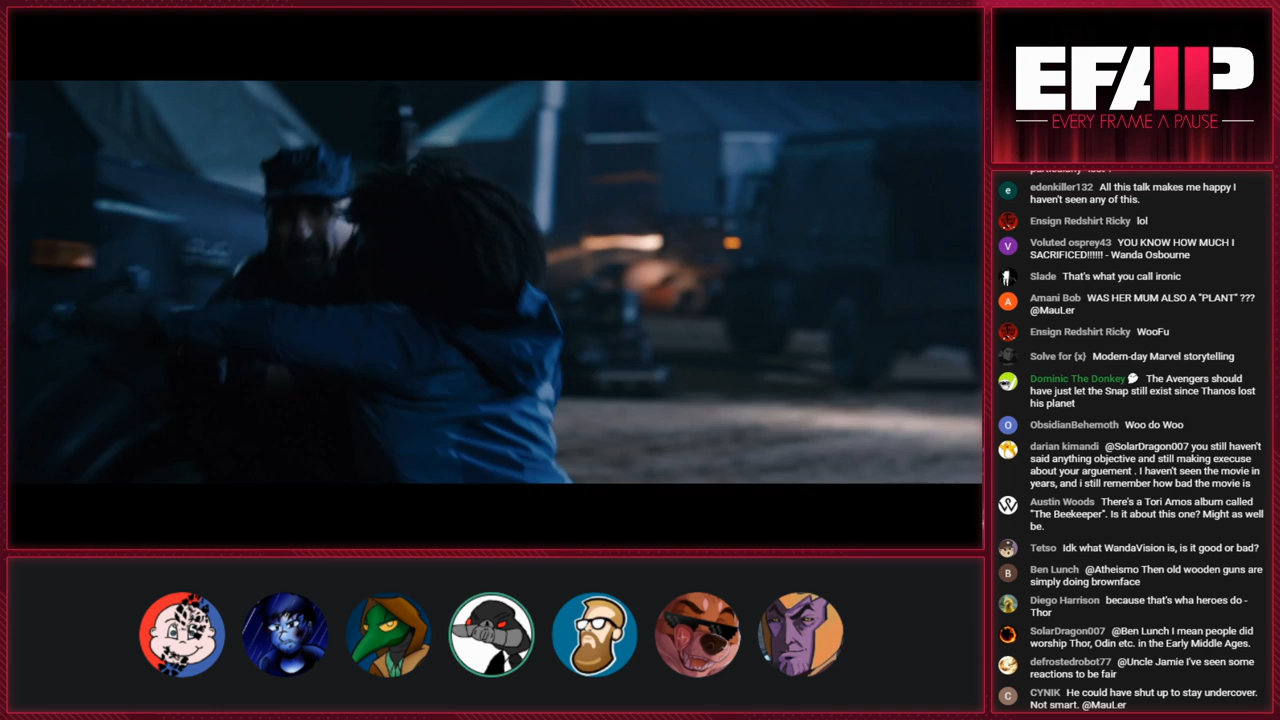 EFAP
EVERY FRAME A PAUSE
edenkiller132 All this talk makes me happy I
haven't seen any of this.
Ensign Redshirt Ricky lol
Voluted osprey43 YOU KNOW HOW MUCH I
SACRIFICED!!!!!! - Wanda Osbourne
Slade That's what you call ironic
Amani Bob WAS HER MUM ALSO A "PLANT" ???
@MauLer
Ensign Redshirt Ricky WooFu
Solve for {x} Modern-day Marvel storytelling
Dominic The Donkey The Avengers should
have just let the Snap still exist since Thanos lost
his planet
ObsidianBehemoth Woo do Woo
darian kimandi @SolarDragon007 you still haven't
said anything objective and still making execuse
about your arguement . I haven't seen the movie in
years, and i still remember how bad the movie is
Austin Woods There's a Tori Amos album called
"The Beekeeper". Is it about this one? Might as well
be.
Tetso Idk what WandaVision is, is it good or bad?
Ben Lunch @Atheismo Then old wooden guns are
simply doing brownface
Diego Harrison because that's wha heroes do -
Thor
SolarDragon007 @Ben Lunch I mean people did
worship Thor, Odin etc. in the Early Middle Ages.
defrostedrobot77 @Uncle Jamie I've seen some
reactions to be fair
CYNIK He could have shut up to stay undercover.
Not smart. @MauLer